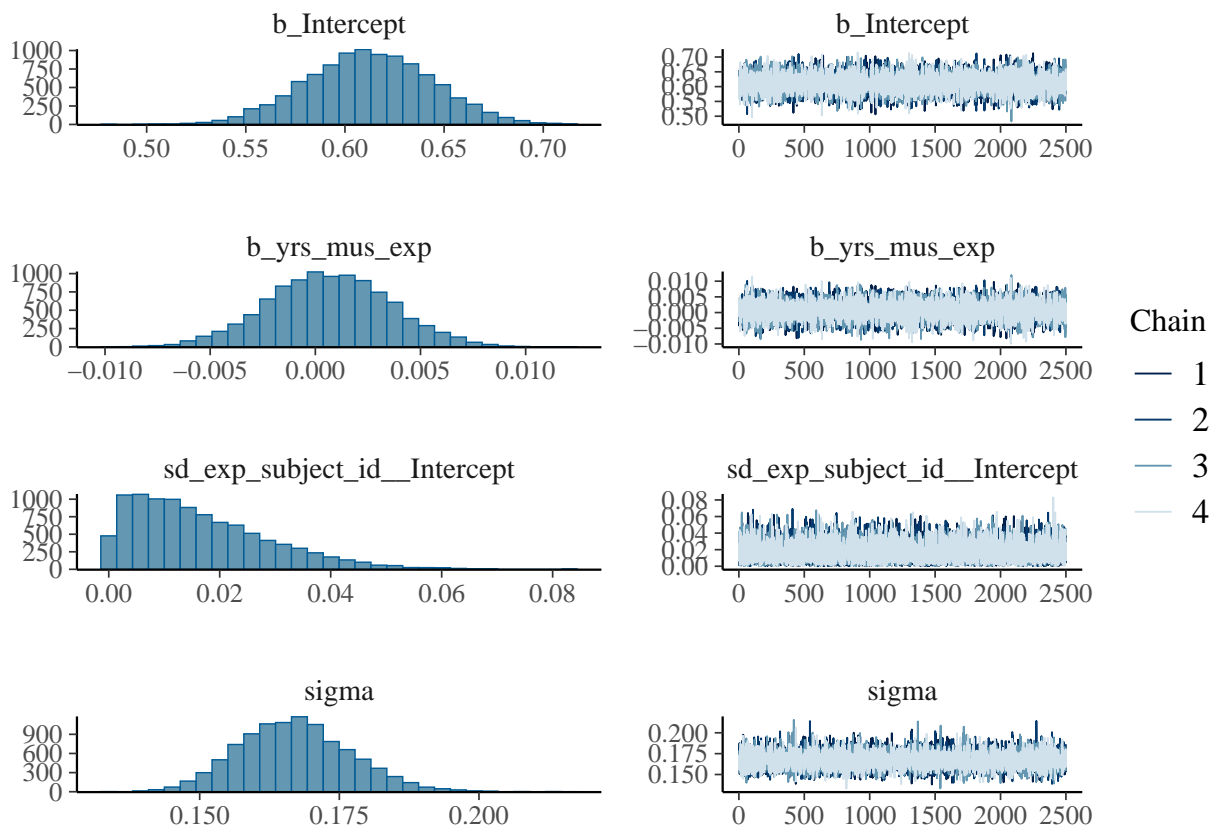 b_Intercept
1000
750
500
250
0
0.50 0.55 0.60 0.65 0.70
b_Intercept
0.70
0.65
0.60
0.55
0.50
0 500 1000 1500 2000 2500
b_yrs_mus_exp
1000
750
500
250
0
−0.010 −0.005 0.000 0.005 0.010
b_yrs_mus_exp
0.010
0.005
0.000
−0.005
−0.010
0 500 1000 1500 2000 2500
sd_exp_subject_id__Intercept
1000
750
500
250
0
0.00 0.02 0.04 0.06 0.08
sd_exp_subject_id__Intercept
0.08
0.06
0.04
0.02
0.00
0 500 1000 1500 2000 2500
sigma
900
600
300
0
0.150 0.175 0.200
sigma
0.200
0.175
0.150
0 500 1000 1500 2000 2500
Chain
1
2
3
4